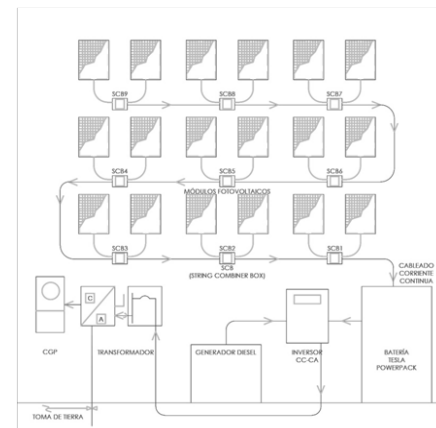 SCB9
SCB8
SCB7
SCB4
SCB5
SCB6
MÓDULOS FOTOVOLTAICOS
SCB3
SCB2
SCB1
SCB
(STRING COMBINER BOX)
CABLEADO
CORRIENTE
CONTINUA
C
A
CGP
TRANSFORMADOR
GENERADOR DIESEL
INVERSOR
CC-CA
BATERÍA
TESLA
POWERPACK
TOMA DE TIERRA